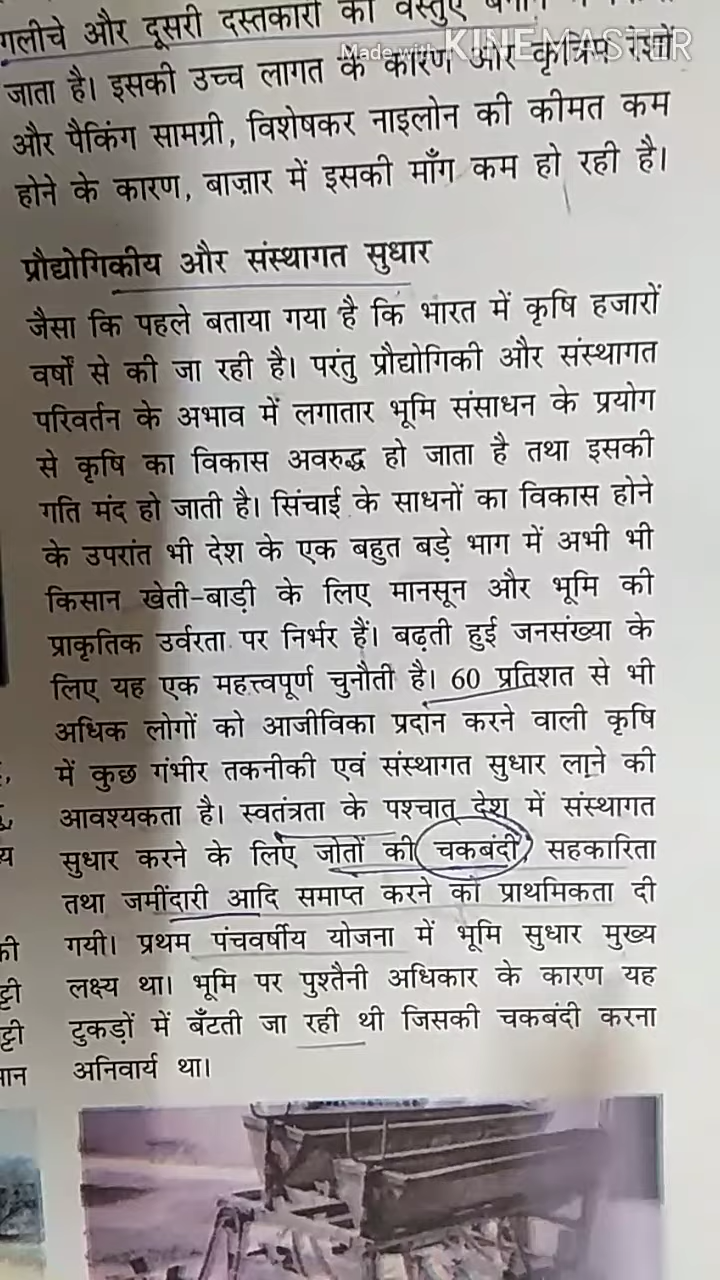 गलीचे और दूसरी दस्तकारी की वस्तुएँ
Made with KINEMASTER
जाता है। इसकी उच्च लागत के कारण और कृत्रिम रेशों
और पैकिंग सामग्री, विशेषकर नाइलोन की कीमत कम
होने के कारण, बाज़ार में इसकी माँग कम हो रही है।
प्रौद्योगिकीय और संस्थागत सुधार
जैसा कि पहले बताया गया है कि भारत में कृषि हजारों
वर्षों से की जा रही है। परंतु प्रौद्योगिकी और संस्थागत
परिवर्तन के अभाव में लगातार भूमि संसाधन के प्रयोग
से कृषि का विकास अवरुद्ध हो जाता है तथा इसकी
गति मंद हो जाती है। सिंचाई के साधनों का विकास होने
के उपरांत भी देश के एक बहुत बड़े भाग में अभी भी
किसान खेती-बाड़ी के लिए मानसून और भूमि की
प्राकृतिक उर्वरता पर निर्भर हैं। बढ़ती हुई जनसंख्या के
लिए यह एक महत्त्वपूर्ण चुनौती है। 60 प्रतिशत से भी
अधिक लोगों को आजीविका प्रदान करने वाली कृषि
में कुछ गंभीर तकनीकी एवं संस्थागत सुधार लाने की
आवश्यकता है। स्वतंत्रता के पश्चात् देश में संस्थागत
सुधार करने के लिए जोतों की चकबंदी, सहकारिता
तथा जमींदारी आदि समाप्त करने को प्राथमिकता दी
गयी। प्रथम पंचवर्षीय योजना में भूमि सुधार मुख्य
लक्ष्य था। भूमि पर पुश्तैनी अधिकार के कारण यह
टुकड़ों में बँटती जा रही थी जिसकी चकबंदी करना
अनिवार्य था।